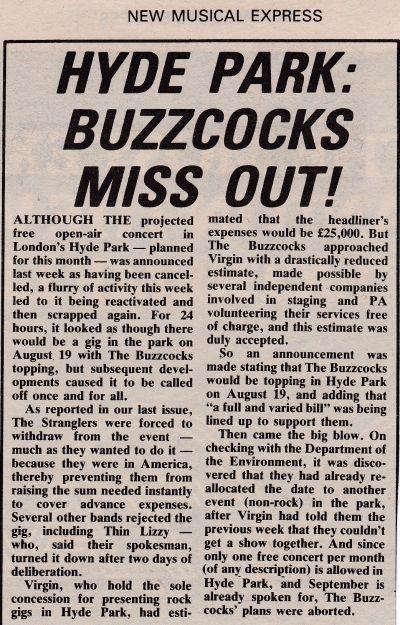 NEW MUSICAL EXPRESS
HYDE PARK:
BUZZCOCKS
MISS OUT!
ALTHOUGH THE projected
free open-air concert in
London's Hyde Park — planned
for this month — was announced
last week as having been cancel-
led, a flurry of activity this week
led to it being reactivated and
then scrapped again. For 24
hours, it looked as though there
would be a gig in the park on
August 19 with The Buzzcocks
topping, but subsequent devel-
opments caused it to be called
off once and for all.
As reported in our last issue,
The Stranglers were forced to
withdraw from the event —
much as they wanted to do it —
because they were in America,
thereby preventing them from
raising the sum needed instantly
to cover advance expenses.
Several other bands rejected the
gig, including Thin Lizzy —
who, said their spokesman,
turned it down after two days of
deliberation.
Virgin, who hold the sole
concession for presenting rock
gigs in Hyde Park, had esti-
mated that the headliner's
expenses would be £25,000. But
The Buzzcocks approached
Virgin with a drastically reduced
estimate, made possible by
several independent companies
involved in staging and PA
volunteering their services free
of charge, and this estimate was
duly accepted.
So an announcement was
made stating that The Buzzcocks
would be topping in Hyde Park
on August 19, and adding that
"a full and varied bill" was being
lined up to support them.
Then came the big blow. On
checking with the Department of
the Environment, it was disco-
vered that they had already re-
allocated the date to another
event (non-rock) in the park,
after Virgin had told them the
previous week that they couldn't
get a show together. And since
only one free concert per month
(of any description) is allowed in
Hyde Park, and September is
already spoken for, The Buzz-
cocks' plans were aborted.